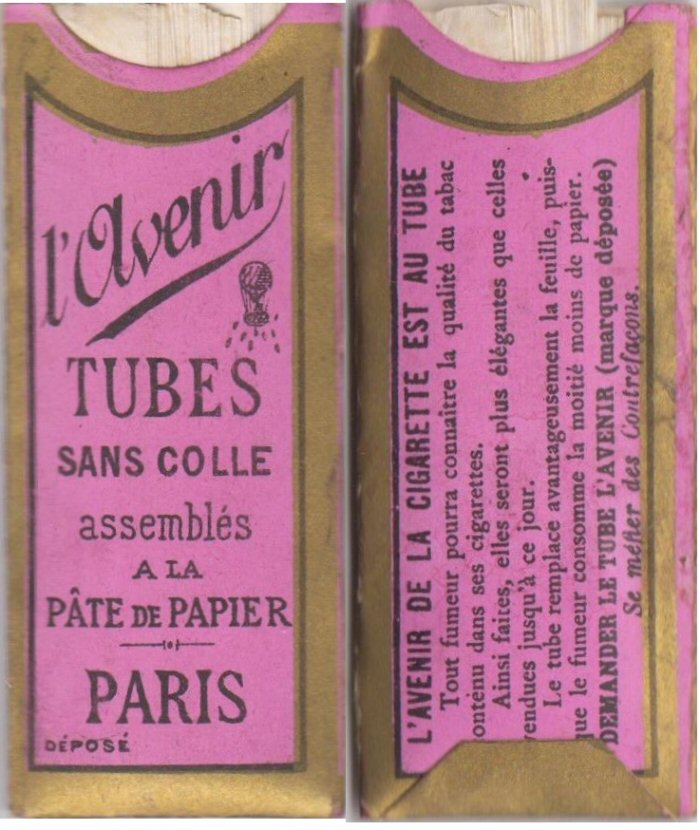 l'Avenir
TUBES
SANS COLLE
assemblés
A LA
PÂTE DE PAPIER
PARIS
DÉPOSÉ
L'AVENIR DE LA CIGARETTE EST AU TUBE
Tout fumeur pourra connaitre la qualité du tabac
ontenu dans ses cigarettes.
Ainsi faites, elles seront plus élégantes que celles
endues jusqu'à ce jour.
Le tube remplace avantageusement la feuille, puis-
que le fumeur consomme la moitié moins de papier.
DEMANDER LE TUBE L'AVENIR (marque déposée)
Se méfier des Contrefaçons.